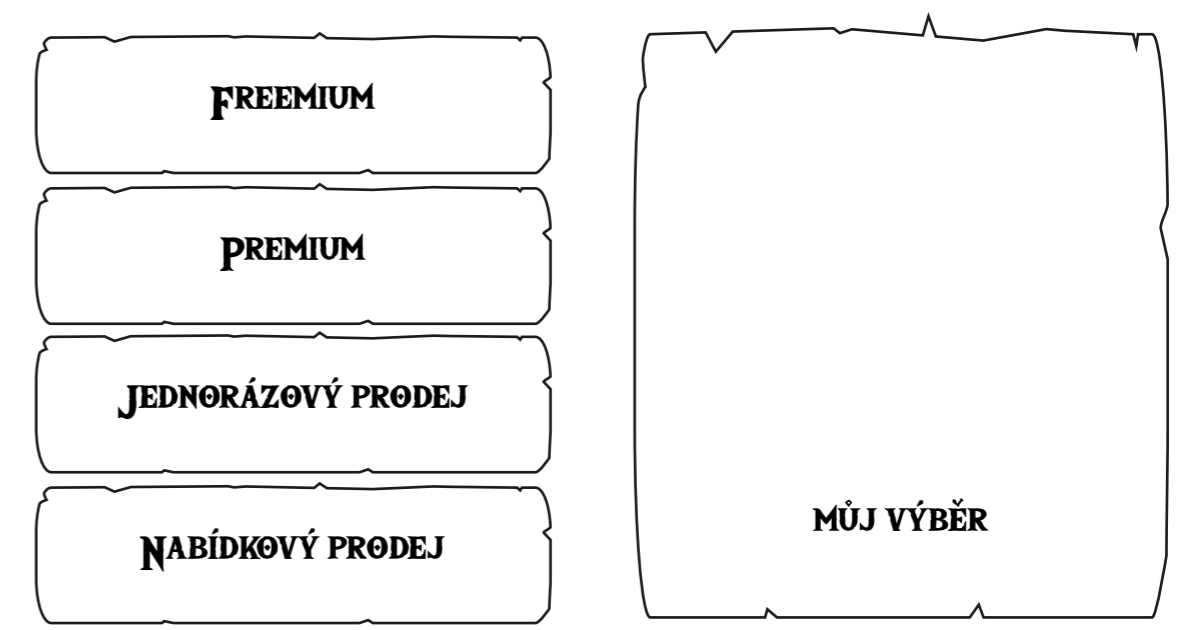 Freemium
Premium
Jednorázový prodej
Nabídkový prodej
můj výběr